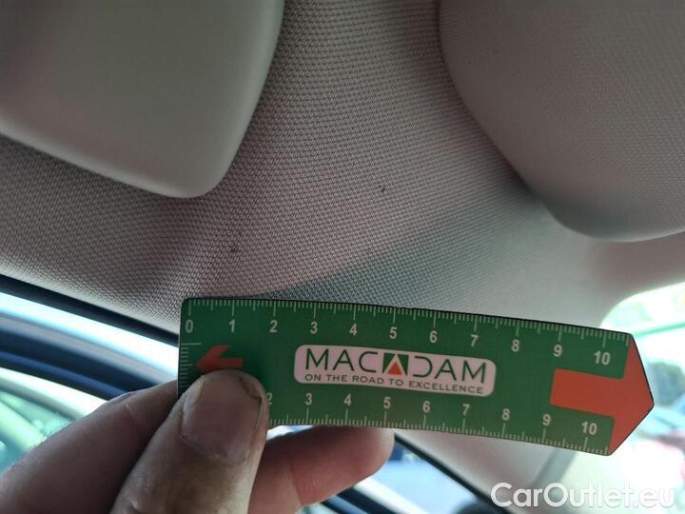 0 1 2 3 4 5 6 7 8 9 10
MACADAM
ON THE ROAD TO EXCELLENCE
2 3 4 5 6 7 8 9 10
CarOutlet.eu